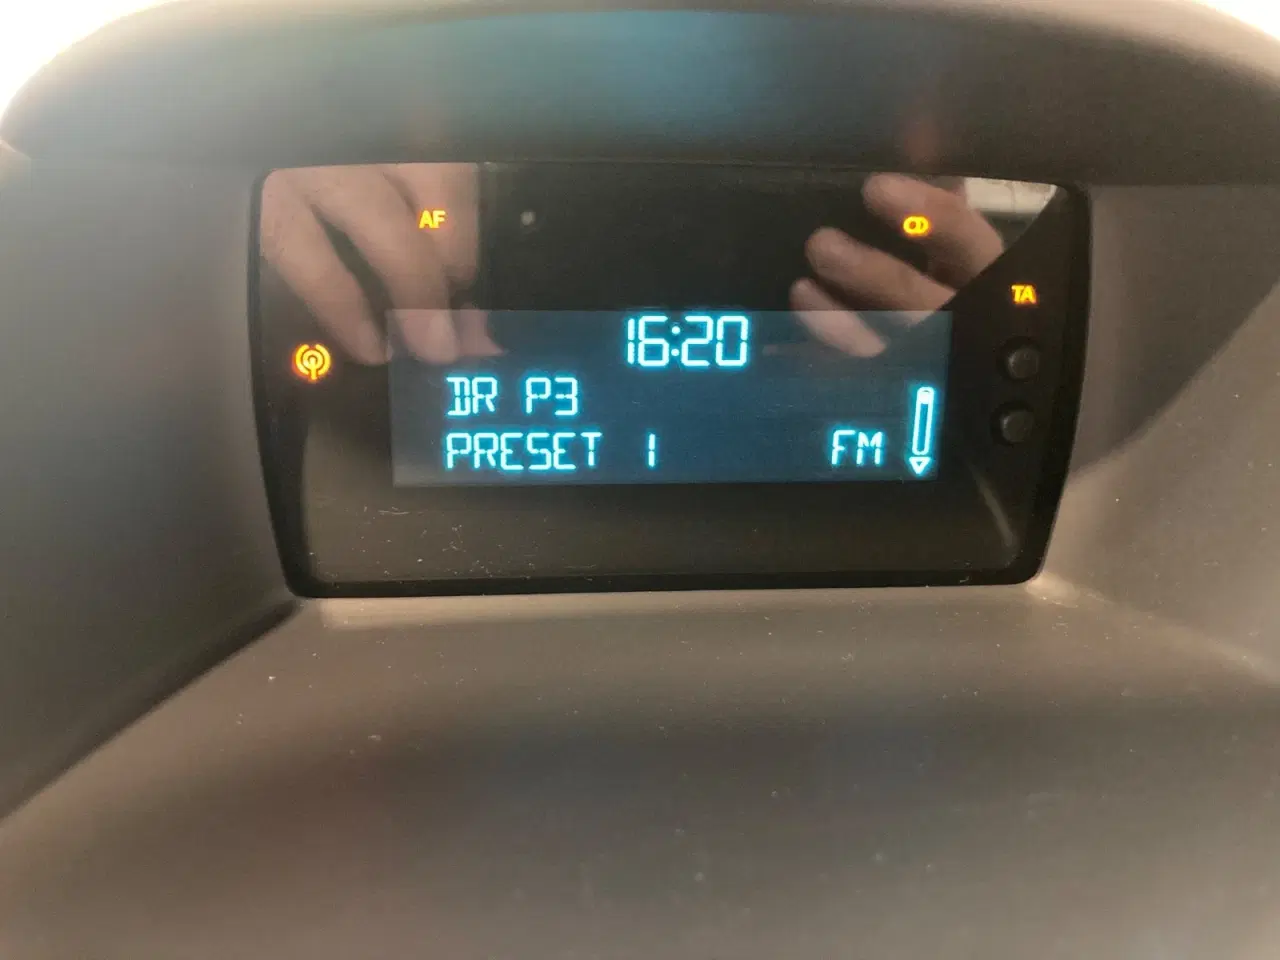 AF
TA
16:20
DR P3
PRESET 1 FM